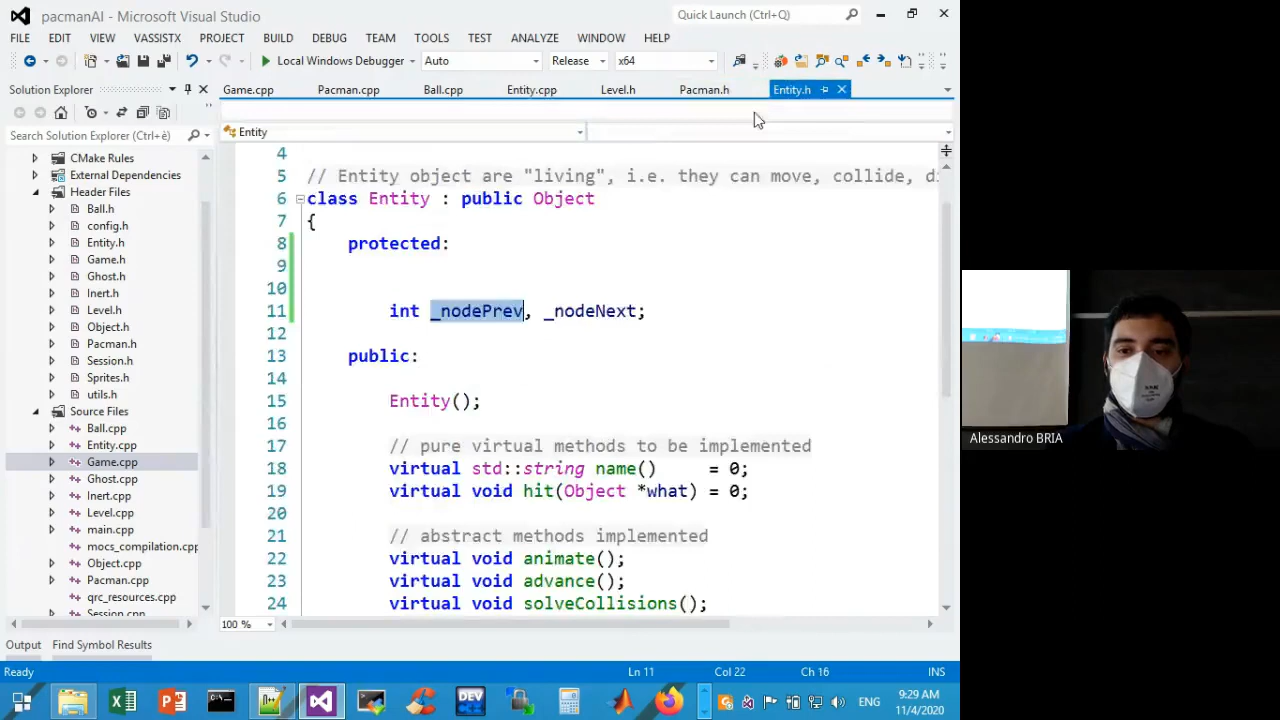 pacmanAI - Microsoft Visual Studio
Quick Launch (Ctrl+Q)
FILE EDIT VIEW VASSISTX PROJECT BUILD DEBUG TEAM TOOLS TEST ANALYZE WINDOW HELP
Local Windows Debugger Auto Release x64
Solution Explorer
Game.cpp Pacman.cpp Ball.cpp Entity.cpp Level.h Pacman.h Entity.h
Search Solution Explorer (Ctrl+è)
Entity
CMake Rules
External Dependencies
Header Files
Ball.h
config.h
Entity.h
Game.h
Ghost.h
Inert.h
Level.h
Object.h
Pacman.h
Session.h
Sprites.h
utils.h
Source Files
Ball.cpp
Entity.cpp
Game.cpp
Ghost.cpp
Inert.cpp
Level.cpp
main.cpp
mocs_compilation.cpp
Object.cpp
Pacman.cpp
qrc_resources.cpp
Session.cpp
4
5 // Entity object are "living", i.e. they can move, collide, di
6 class Entity : public Object
7 {
8 protected:
9
10
11 int _nodePrev, _nodeNext;
12
13 public:
14
15 Entity();
16
17 // pure virtual methods to be implemented
18 virtual std::string name() = 0;
19 virtual void hit(Object *what) = 0;
20
21 // abstract methods implemented
22 virtual void animate();
23 virtual void advance();
24 virtual void solveCollisions();
100 %
Output Find Symbol Results
Ready Ln 11 Col 22 Ch 16 INS
DEV
ENG
9:29 AM
11/4/2020
Alessandro BRIA